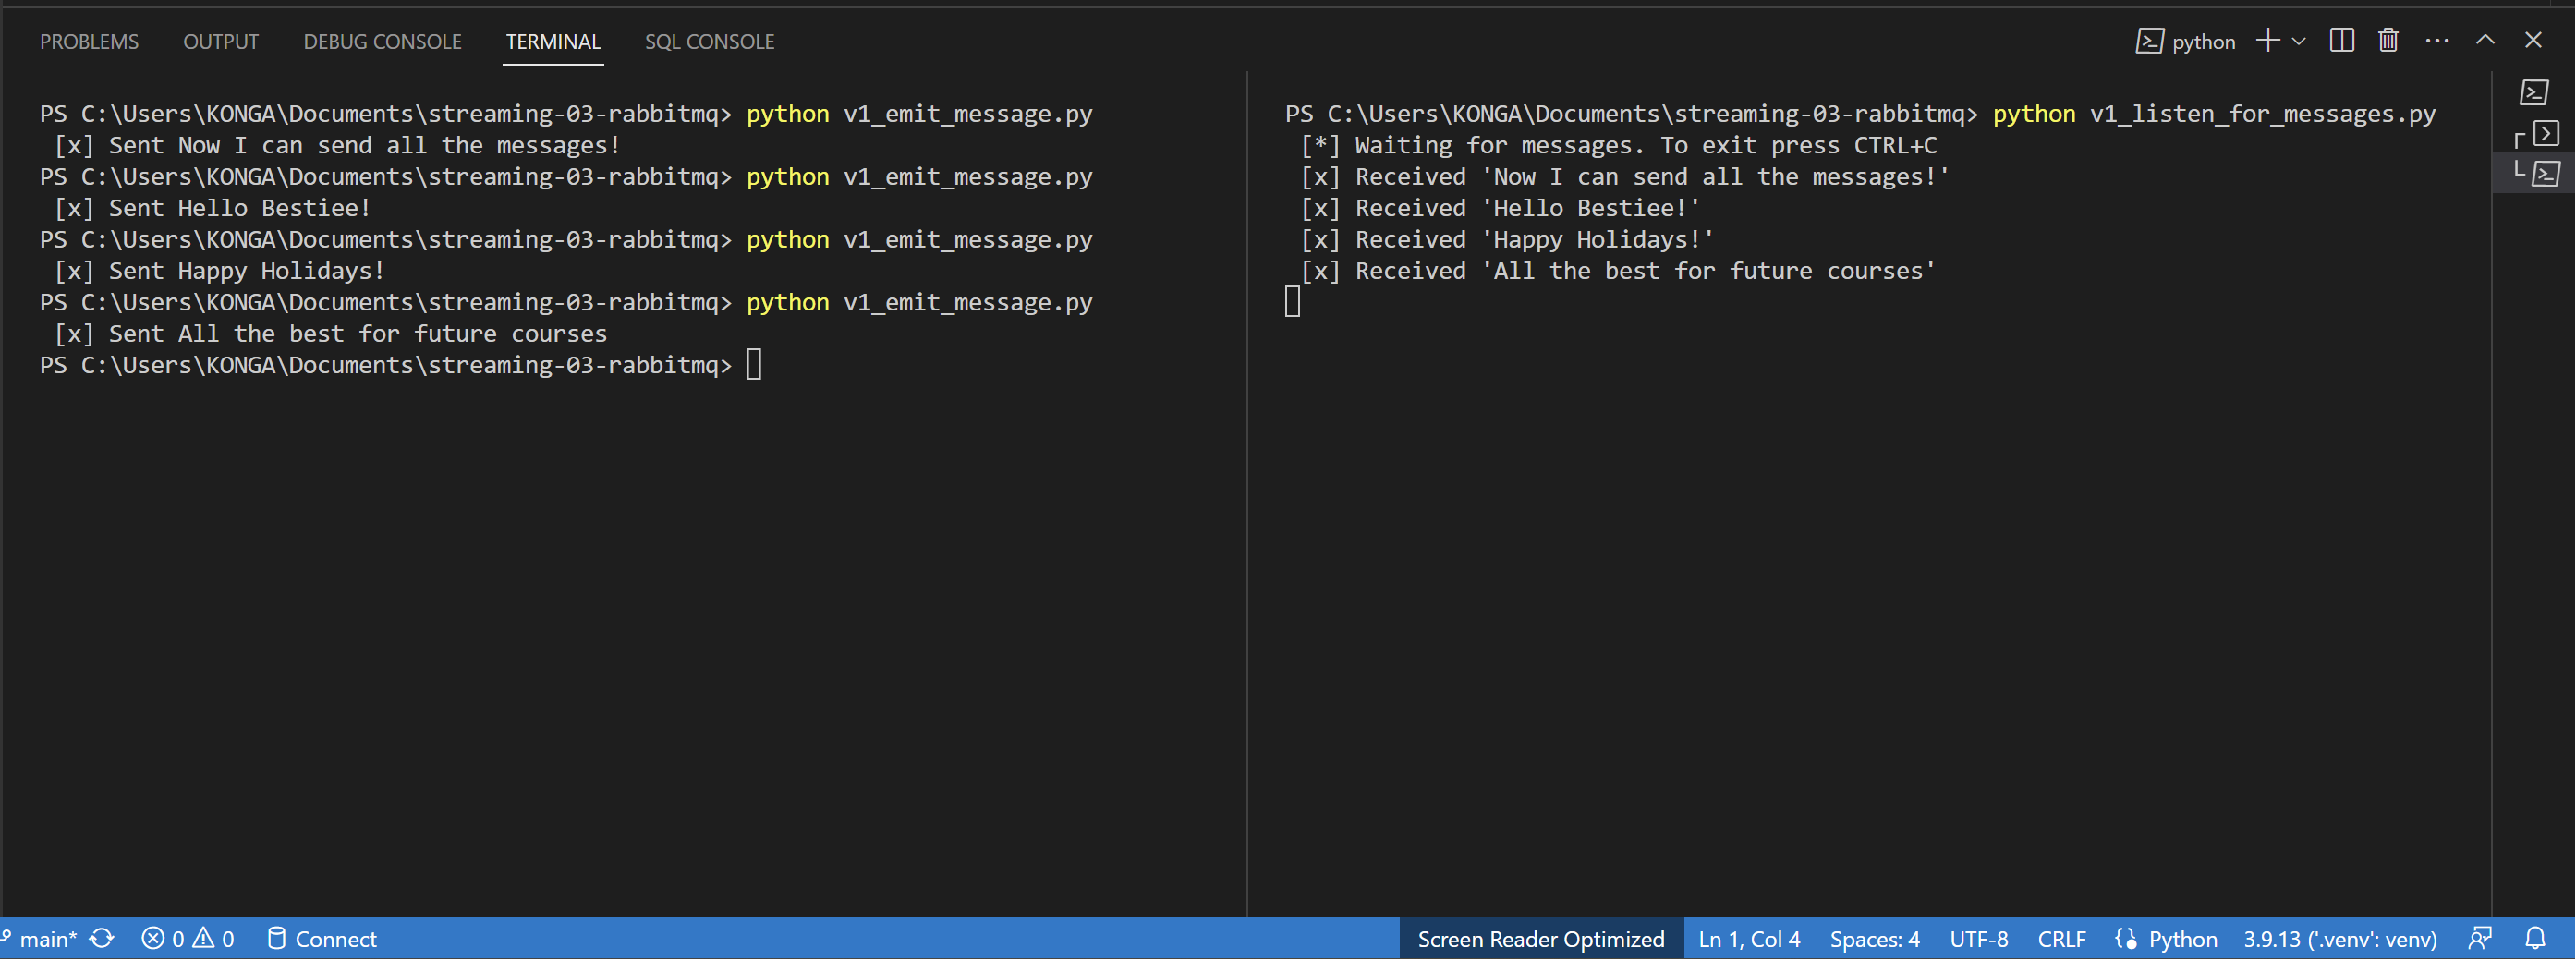 PROBLEMS OUTPUT DEBUG CONSOLE TERMINAL SQL CONSOLE python
PS C:\Users\KONGA\Documents\streaming-03-rabbitmq> python v1_emit_message.py
[x] Sent Now I can send all the messages!
PS C:\Users\KONGA\Documents\streaming-03-rabbitmq> python v1_emit_message.py
[x] Sent Hello Bestiee!
PS C:\Users\KONGA\Documents\streaming-03-rabbitmq> python v1_emit_message.py
[x] Sent Happy Holidays!
PS C:\Users\KONGA\Documents\streaming-03-rabbitmq> python v1_emit_message.py
[x] Sent All the best for future courses
PS C:\Users\KONGA\Documents\streaming-03-rabbitmq>
PS C:\Users\KONGA\Documents\streaming-03-rabbitmq> python v1_listen_for_messages.py
[*] Waiting for messages. To exit press CTRL+C
[x] Received 'Now I can send all the messages!'
[x] Received 'Hello Bestiee!'
[x] Received 'Happy Holidays!'
[x] Received 'All the best for future courses'
main* 0 0 Connect Screen Reader Optimized Ln 1, Col 4 Spaces: 4 UTF-8 CRLF Python 3.9.13 ('.venv': venv)